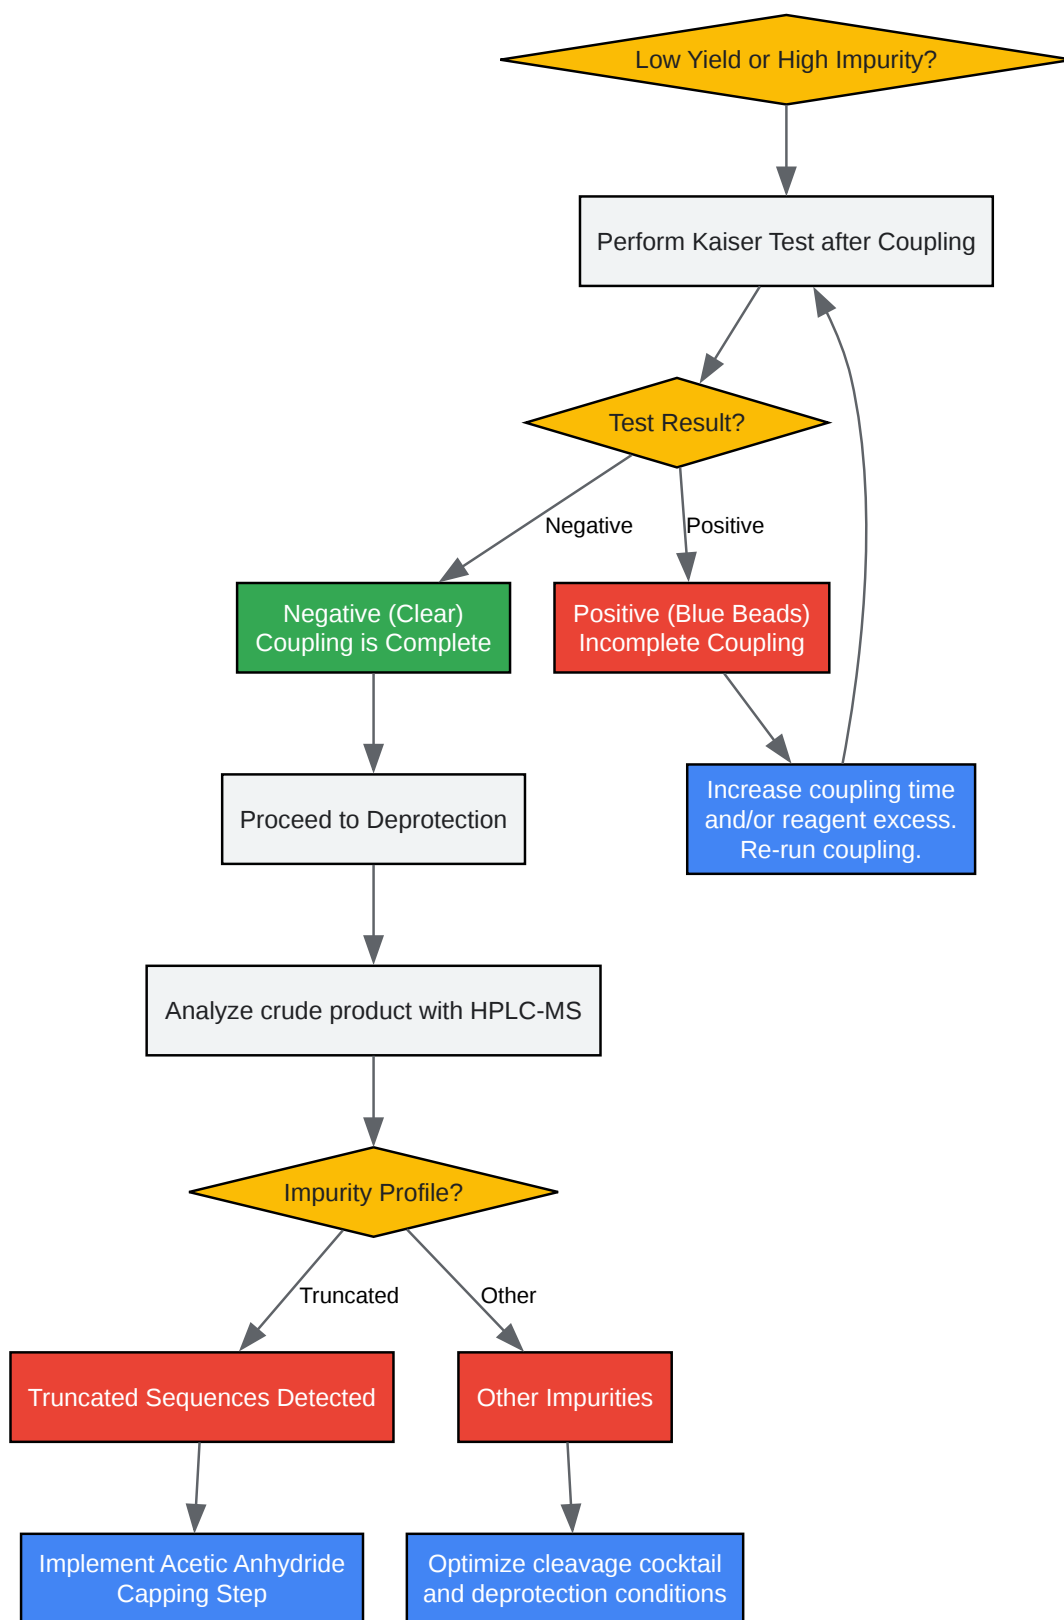 Low Yield or High Impurity?
Perform Kaiser Test after Coupling
Test Result?
Negative
Positive
Negative (Clear)
Coupling is Complete
Positive (Blue Beads)
Incomplete Coupling
Increase coupling time
and/or reagent excess.
Re-run coupling.
Proceed to Deprotection
Analyze crude product with HPLC-MS
Impurity Profile?
Truncated
Other
Truncated Sequences Detected
Other Impurities
Implement Acetic Anhydride
Capping Step
Optimize cleavage cocktail
and deprotection conditions